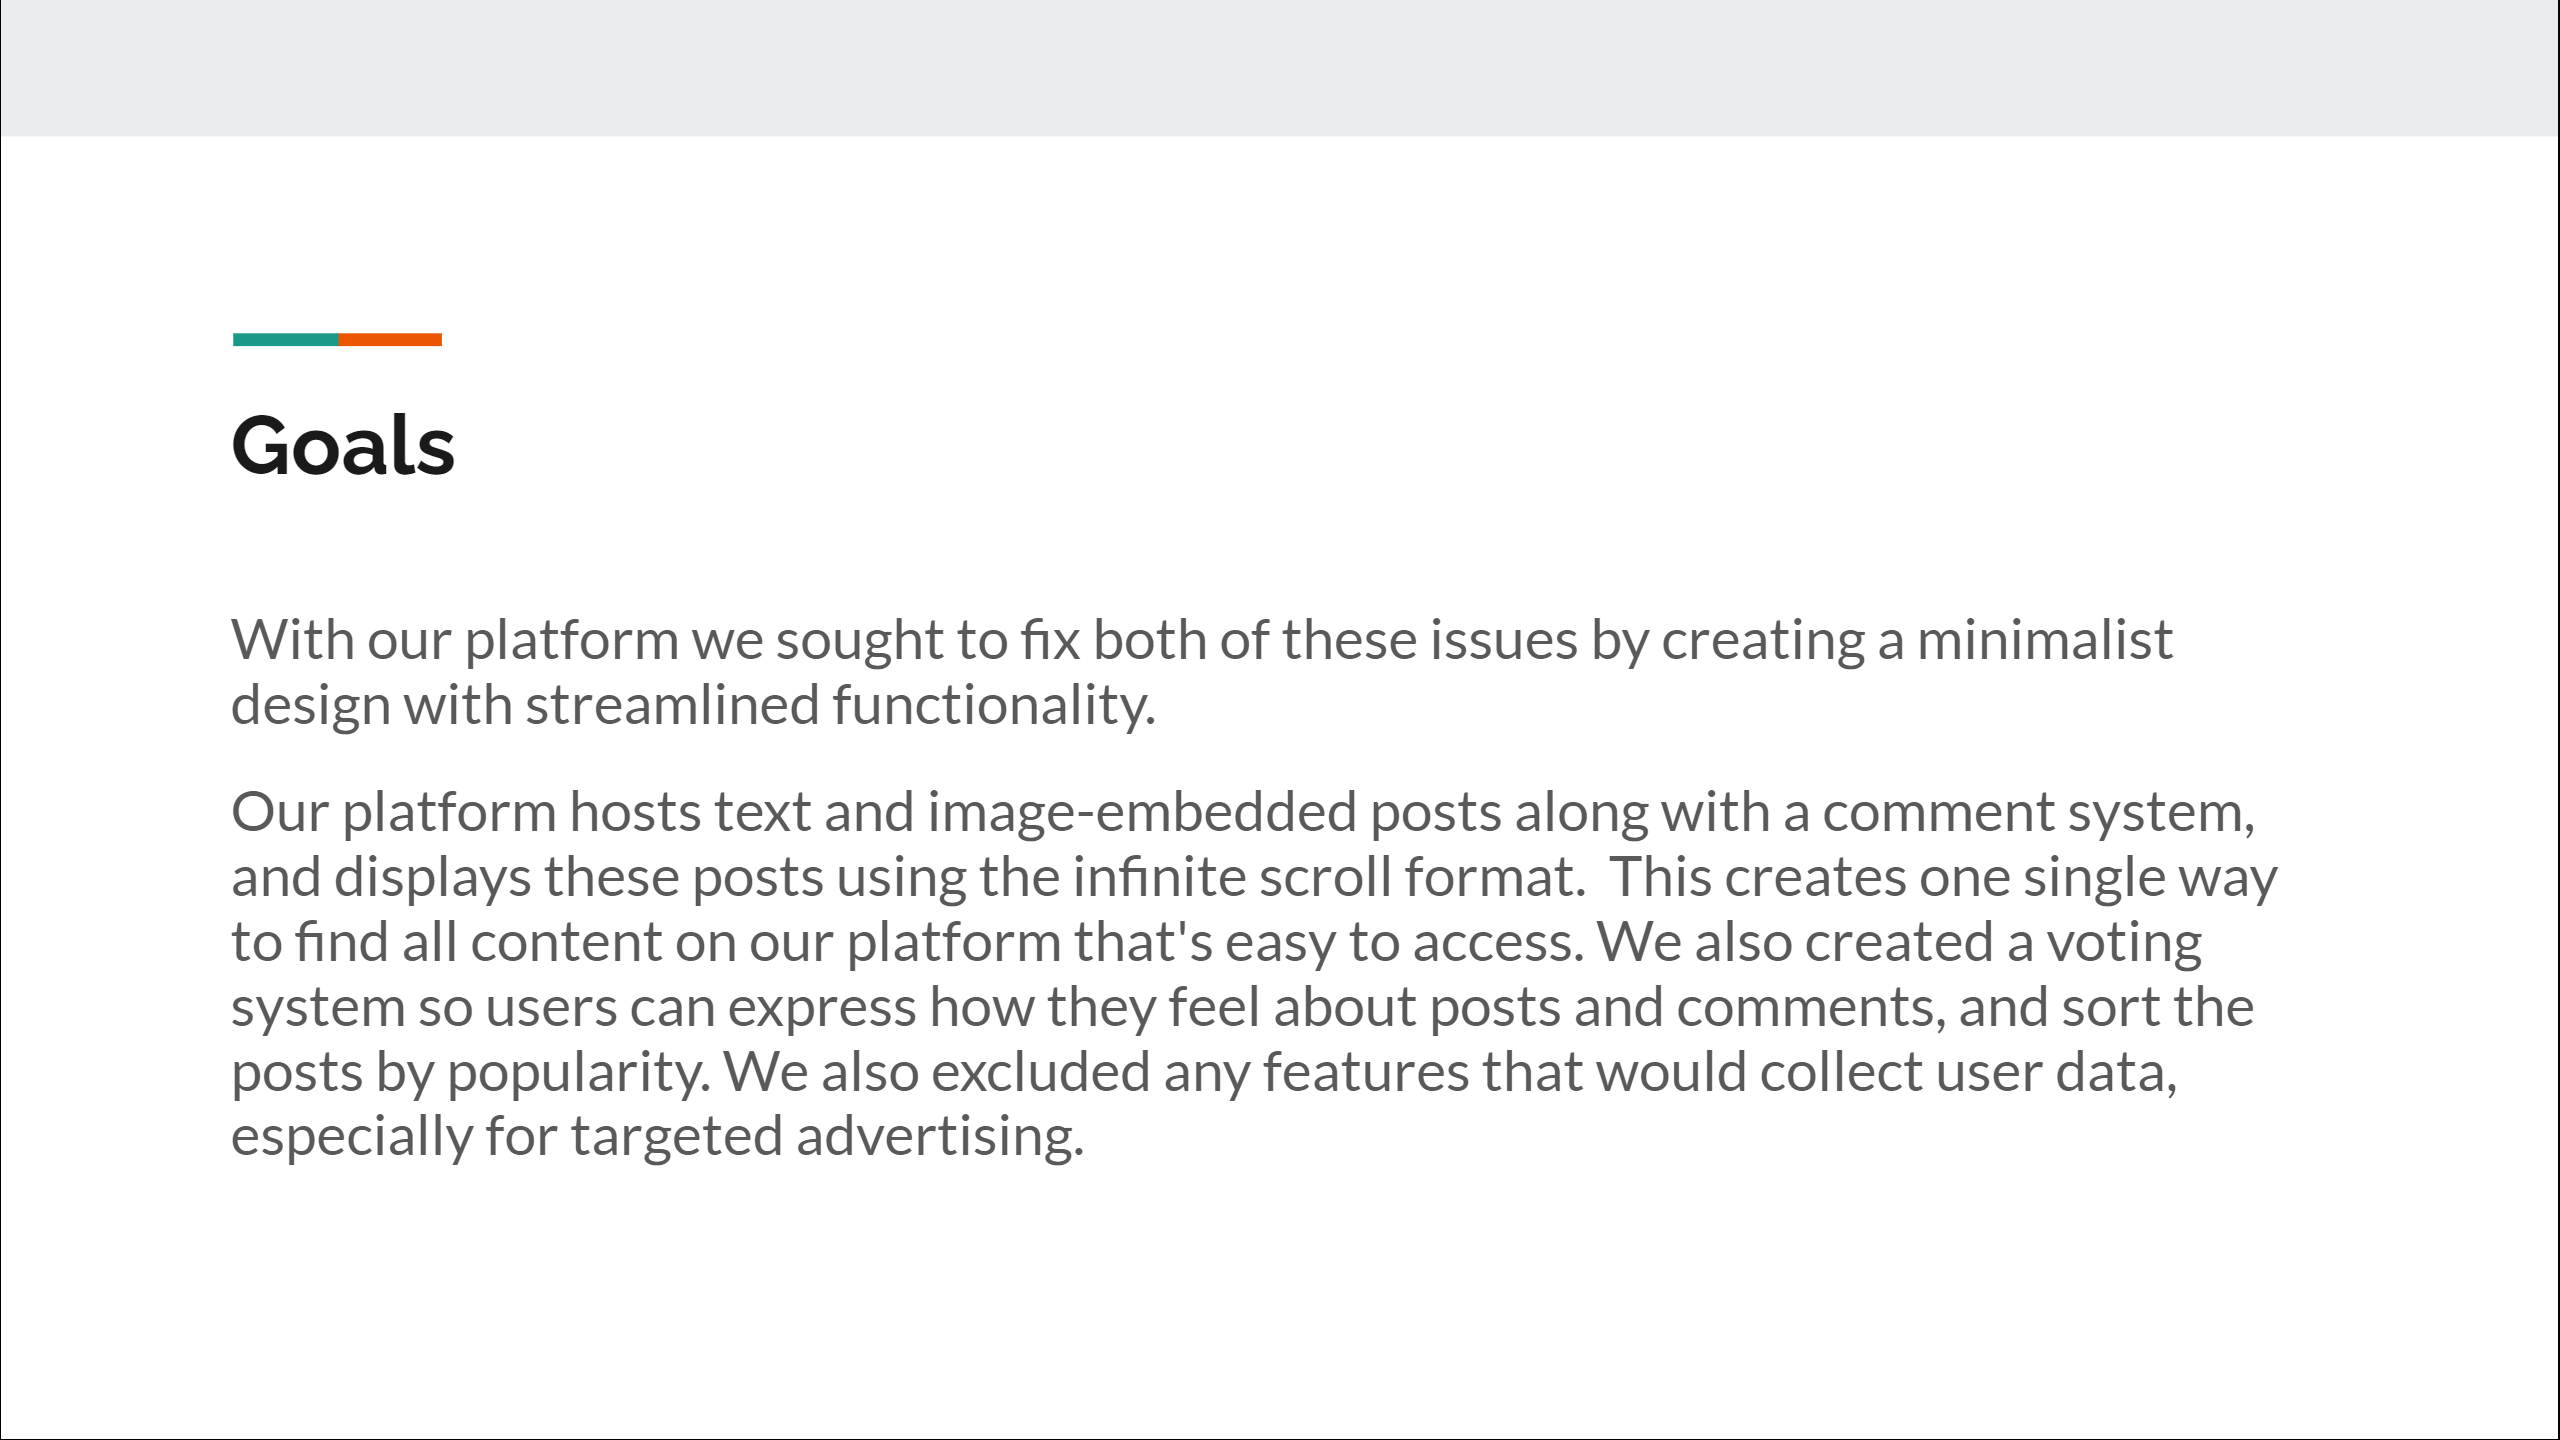 Goals
With our platform we sought to fix both of these issues by creating a minimalist
design with streamlined functionality.
Our platform hosts text and image-embedded posts along with a comment system,
and displays these posts using the infinite scroll format.  This creates one single way
to find all content on our platform that's easy to access. We also created a voting
system so users can express how they feel about posts and comments, and sort the
posts by popularity. We also excluded any features that would collect user data,
especially for targeted advertising.